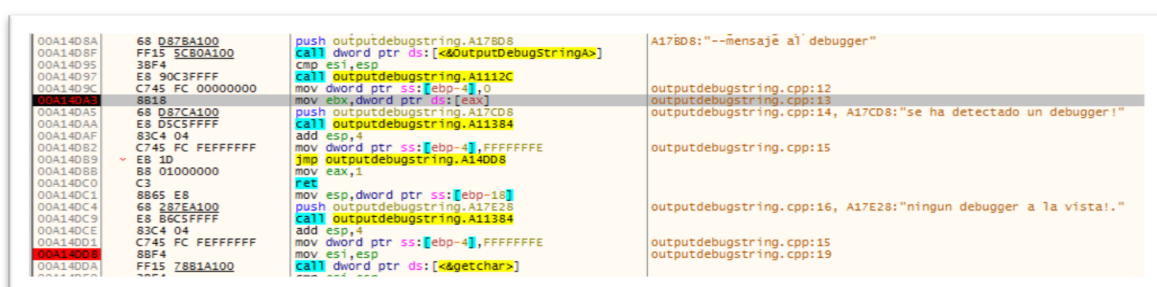 00A14D8A 68 D87BA100 push outputdebugstring.A17BD8 A17BD8:"--mensaje al debugger"
00A14D8F FF15 5CB0A100 call dword ptr ds:[<&OutputDebugStringA>]
00A14D95 3BF4 cmp esi,esp
00A14D97 E8 90C3FFFF call outputdebugstring.A1112C
00A14D9C C745 FC 00000000 mov dword ptr ss:[ebp-4],0 outputdebugstring.cpp:12
00A14DA3 8B18 mov ebx,dword ptr ds:[eax] outputdebugstring.cpp:13
00A14DA5 68 D87CA100 push outputdebugstring.A17CD8 outputdebugstring.cpp:14, A17CD8:"se ha detectado un debugger!"
00A14DAA E8 D5C5FFFF call outputdebugstring.A11384
00A14DAF 83C4 04 add esp,4
00A14DB2 C745 FC FEFFFFFF mov dword ptr ss:[ebp-4],FFFFFFFE outputdebugstring.cpp:15
00A14DB9 EB 1D jmp outputdebugstring.A14DD8
00A14DBB B8 01000000 mov eax,1
00A14DC0 C3 ret
00A14DC1 8B65 E8 mov esp,dword ptr ss:[ebp-18]
00A14DC4 68 287EA100 push outputdebugstring.A17E28 outputdebugstring.cpp:16, A17E28:"ningun debugger a la vista!."
00A14DC9 E8 B6C5FFFF call outputdebugstring.A11384
00A14DCE 83C4 04 add esp,4
00A14DD1 C745 FC FEFFFFFF mov dword ptr ss:[ebp-4],FFFFFFFE outputdebugstring.cpp:15
00A14DD8 8BF4 mov esi,esp outputdebugstring.cpp:19
00A14DDA FF15 78B1A100 call dword ptr ds:[<&getchar>]